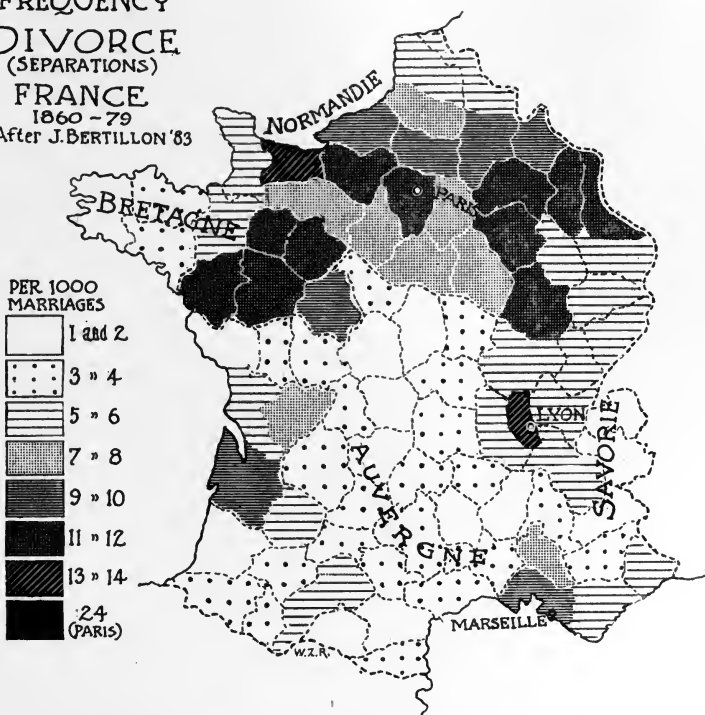 FREQUENCY
DIVORCE
(SEPARATIONS)
FRANCE
1860-79
After J. BERTILLON '83
NORMANDIE
BRETAGNE
PARIS
LYON
SAVORIE
AUVERGNE
MARSEILLE
W.Z.R.
PER 1000
MARRIAGES
1 and 2
3 " 4
5 " 6
7 " 8
9 " 10
11 " 12
13 " 14
24
(PARIS)